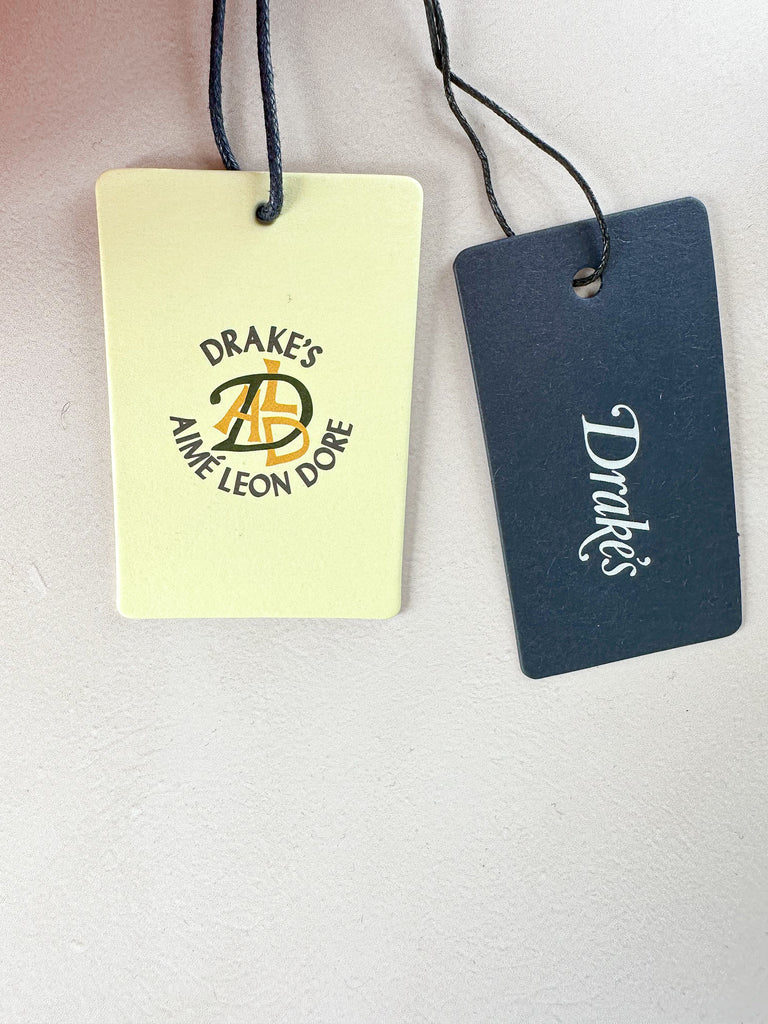 DRAKE'S
ALD
D
AIMÉ LEON DORE
Drake's